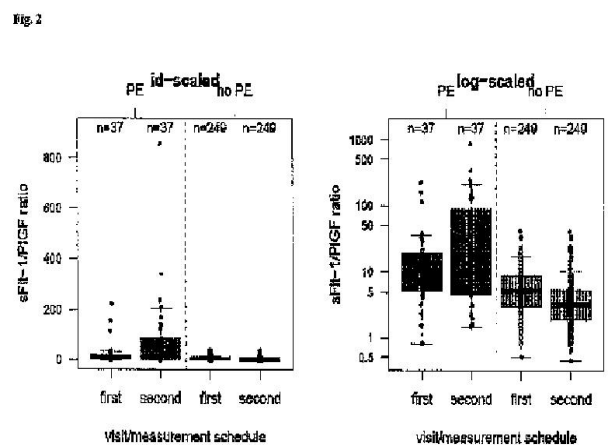 Fig. 2
id-scaled
PE
no PE
n=37 n=37 n=249 n=249
800
600
400
200
0
sFlt-1/PlGF ratio
first second first second
visit/measurement schedule
log-scaled
PE
no PE
n=37 n=37 n=249 n=249
1000
500
100
50
10
5
1
0.5
sFlt-1/PlGF ratio
first second first second
visit/measurement schedule